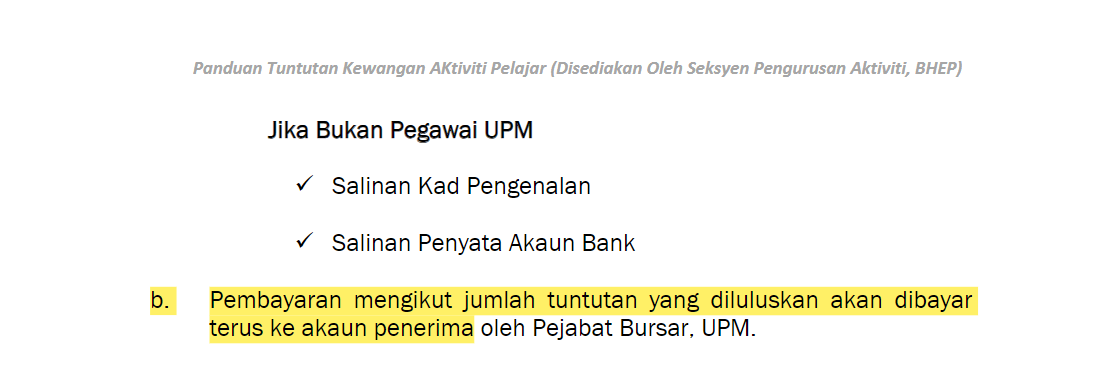 Panduan Tuntutan Kewangan AKtiviti Pelajar (Disediakan Oleh Seksyen Pengurusan Aktiviti, BHEP)
Jika Bukan Pegawai UPM
✓ Salinan Kad Pengenalan
✓ Salinan Penyata Akaun Bank
b. Pembayaran mengikut jumlah tuntutan yang diluluskan akan dibayar
terus ke akaun penerima oleh Pejabat Bursar, UPM.